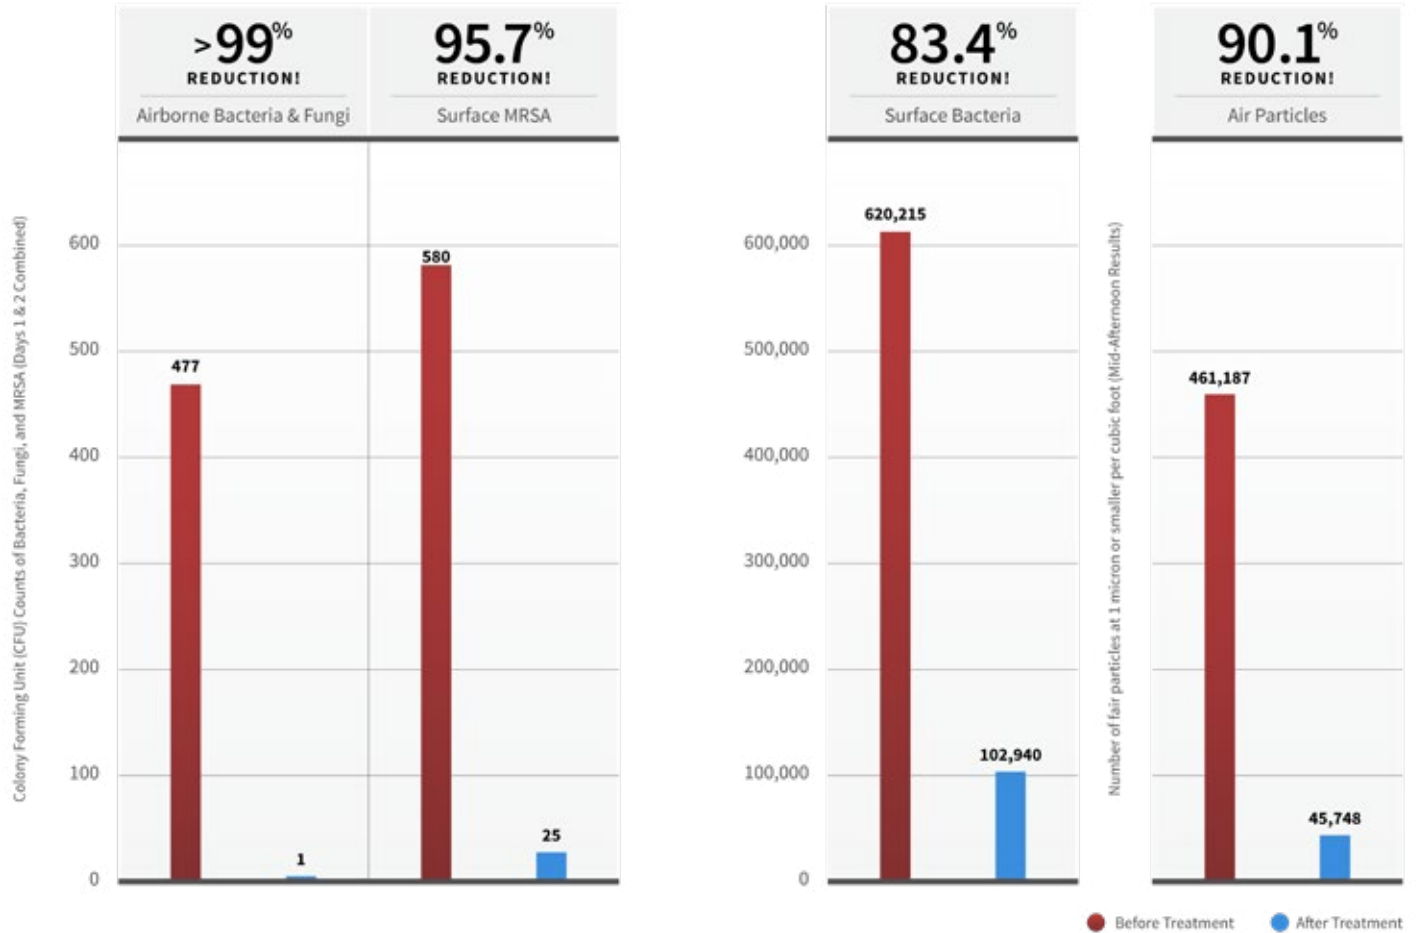 >99%
REDUCTION!
Airborne Bacteria & Fungi
95.7%
REDUCTION!
Surface MRSA
83.4%
REDUCTION!
Surface Bacteria
90.1%
REDUCTION!
Air Particles
Colony Forming Unit (CFU) Counts of Bacteria, Fungi, and MRSA (Days 1 & 2 Combined)
600
500
400
300
200
100
0
477
1
580
25
600,000
500,000
400,000
300,000
200,000
100,000
0
620,215
102,940
Number of fair particles at 1 micron or smaller per cubic foot (Mid-Afternoon Results)
461,187
45,748
Before Treatment
After Treatment